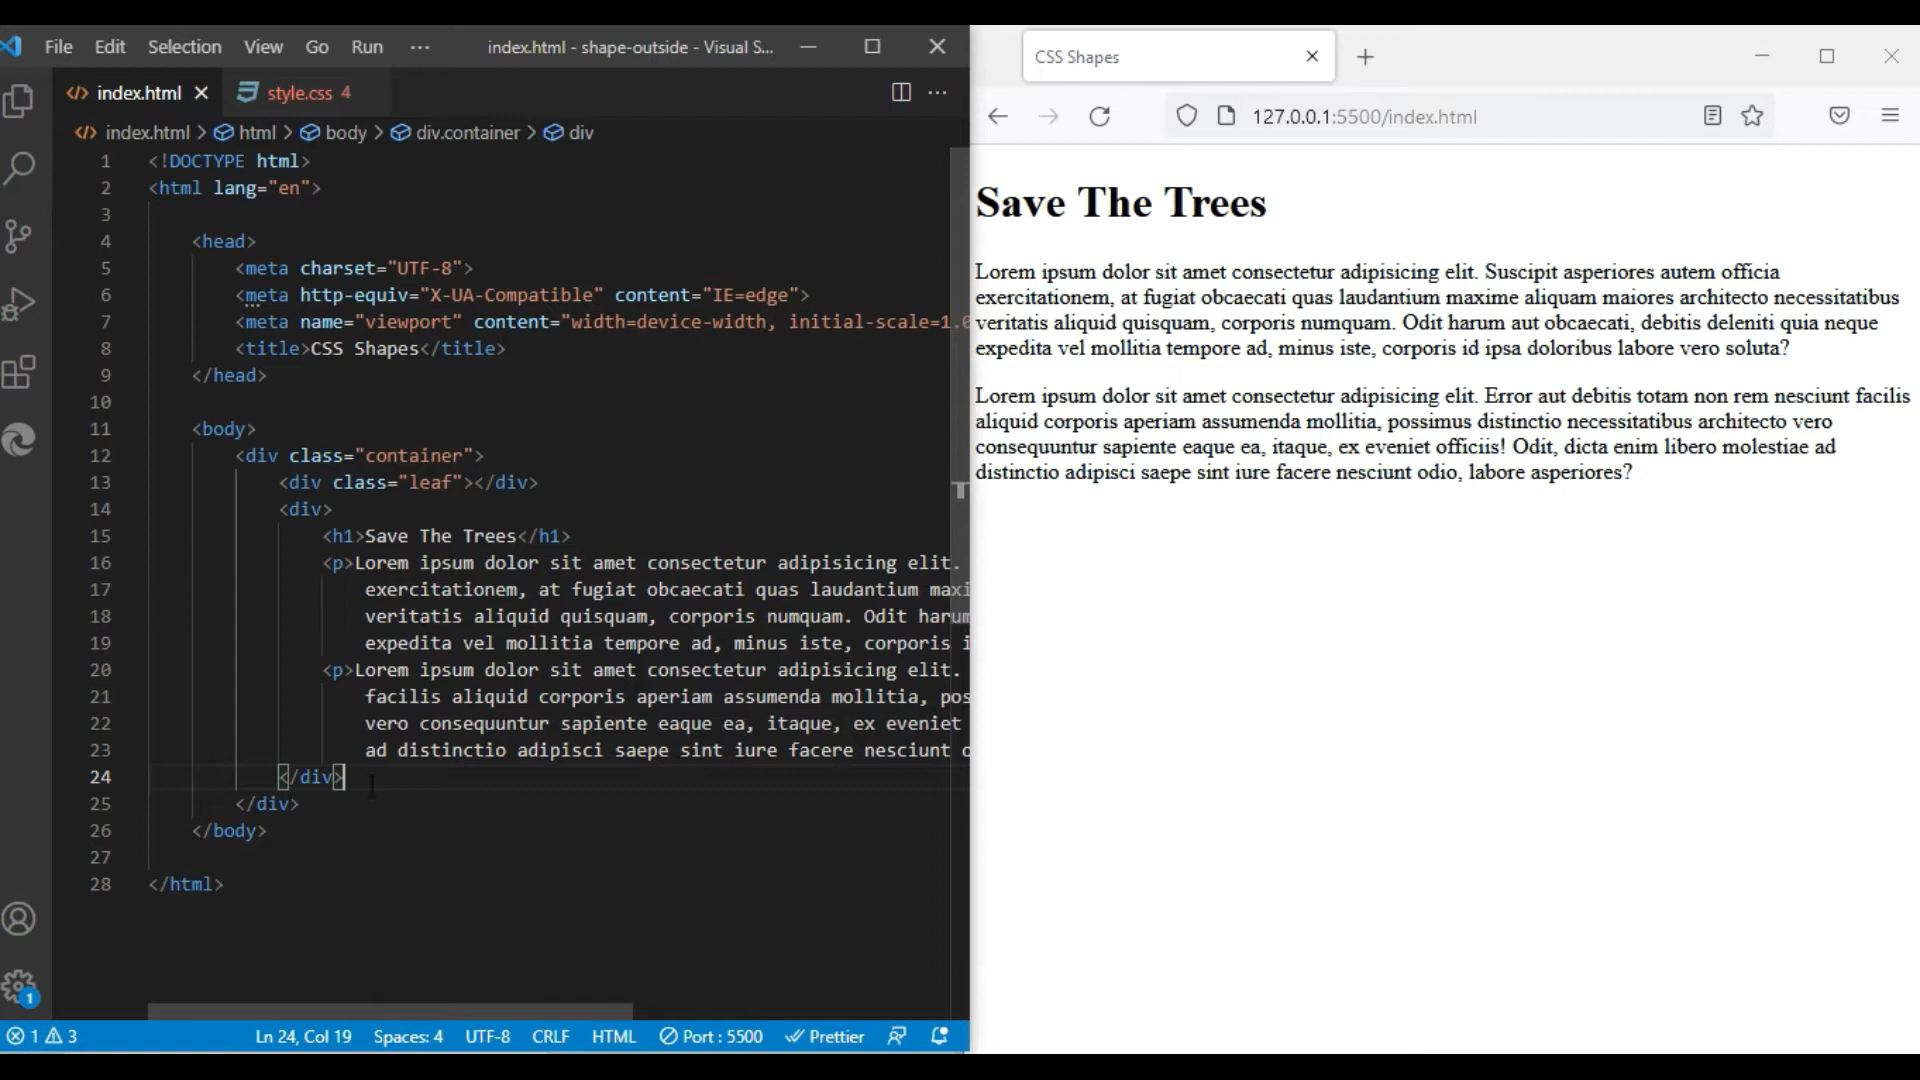 File Edit Selection View Go Run ··· index.html - shape-outside - Visual S...
index.html style.css 4
index.html > html > body > div.container > div
1 <!DOCTYPE html>
2 <html lang="en">
3
4 <head>
5 <meta charset="UTF-8">
6 <meta http-equiv="X-UA-Compatible" content="IE=edge">
7 <meta name="viewport" content="width=device-width, initial-scale=1.0
8 <title>CSS Shapes</title>
9 </head>
10
11 <body>
12 <div class="container">
13 <div class="leaf"></div>
14 <div>
15 <h1>Save The Trees</h1>
16 <p>Lorem ipsum dolor sit amet consectetur adipisicing elit.
17 exercitationem, at fugiat obcaecati quas laudantium maxi
18 veritatis aliquid quisquam, corporis numquam. Odit harum
19 expedita vel mollitia tempore ad, minus iste, corporis i
20 <p>Lorem ipsum dolor sit amet consectetur adipisicing elit.
21 facilis aliquid corporis aperiam assumenda mollitia, pos
22 vero consequuntur sapiente eaque ea, itaque, ex eveniet
23 ad distinctio adipisci saepe sint iure facere nesciunt o
24 </div>
25 </div>
26 </body>
27
28 </html>
1
1 3 Ln 24, Col 19 Spaces: 4 UTF-8 CRLF HTML Port : 5500 Prettier
CSS Shapes
127.0.0.1:5500/index.html
Save The Trees
Lorem ipsum dolor sit amet consectetur adipisicing elit. Suscipit asperiores autem officia
exercitationem, at fugiat obcaecati quas laudantium maxime aliquam maiores architecto necessitatibus
veritatis aliquid quisquam, corporis numquam. Odit harum aut obcaecati, debitis deleniti quia neque
expedita vel mollitia tempore ad, minus iste, corporis id ipsa doloribus labore vero soluta?
Lorem ipsum dolor sit amet consectetur adipisicing elit. Error aut debitis totam non rem nesciunt facilis
aliquid corporis aperiam assumenda mollitia, possimus distinctio necessitatibus architecto vero
consequuntur sapiente eaque ea, itaque, ex eveniet officiis! Odit, dicta enim libero molestiae ad
distinctio adipisci saepe sint iure facere nesciunt odio, labore asperiores?